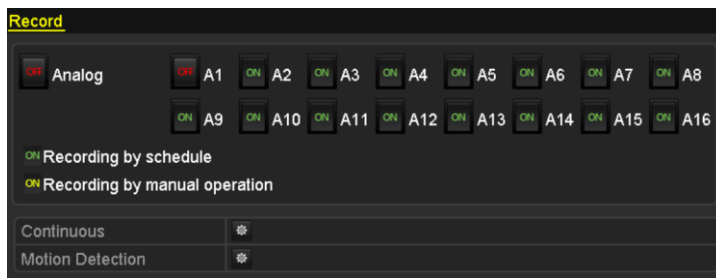 Record
OFF Analog OFF A1 ON A2 ON A3 ON A4 ON A5 ON A6 ON A7 ON A8
ON A9 ON A10 ON A11 ON A12 ON A13 ON A14 ON A15 ON A16
ON Recording by schedule
ON Recording by manual operation
Continuous
Motion Detection